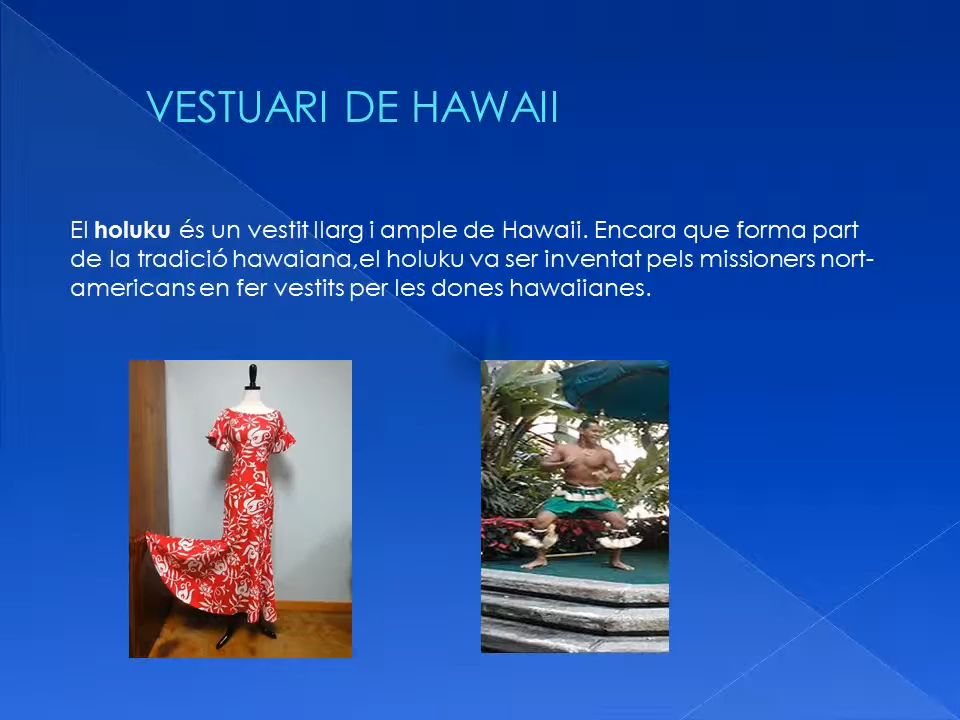 VESTUARI DE HAWAII
El holuku és un vestit llarg i ample de Hawaii. Encara que forma part
de la tradició hawaiana,el holuku va ser inventat pels missioners nort-
americans en fer vestits per les dones hawaiianes.